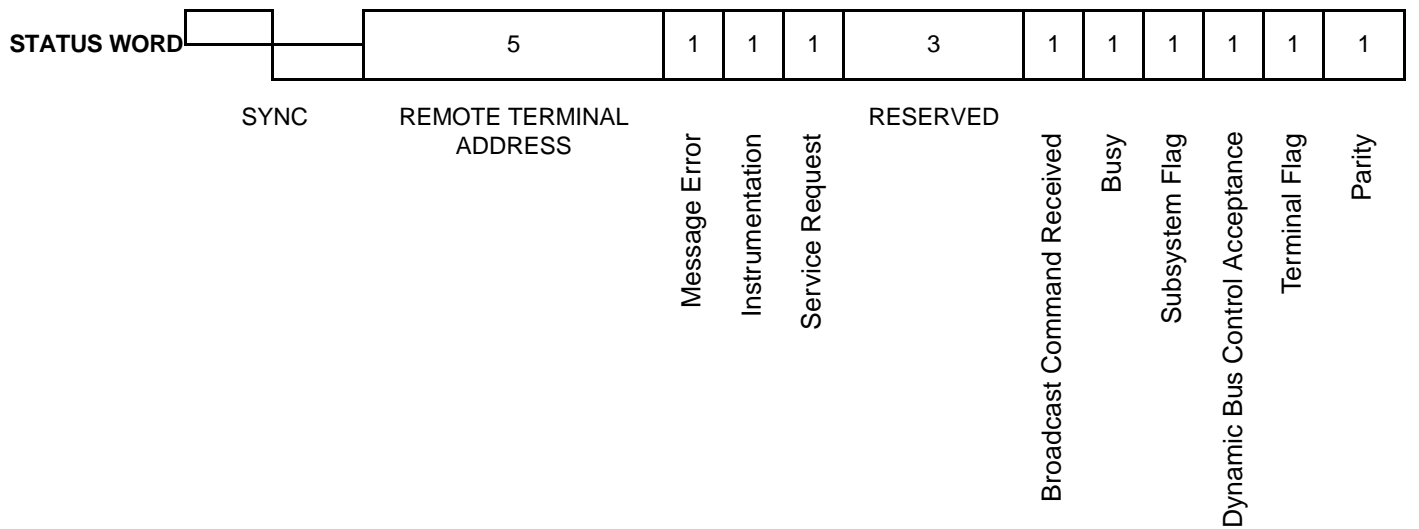 STATUS WORD 5 1 1 1 3 1 1 1 1 1 1
SYNC REMOTE TERMINAL RESERVED
ADDRESS
Message Error
Instrumentation
Service Request
Broadcast Command Received
Busy
Subsystem Flag
Dynamic Bus Control Acceptance
Terminal Flag
Parity